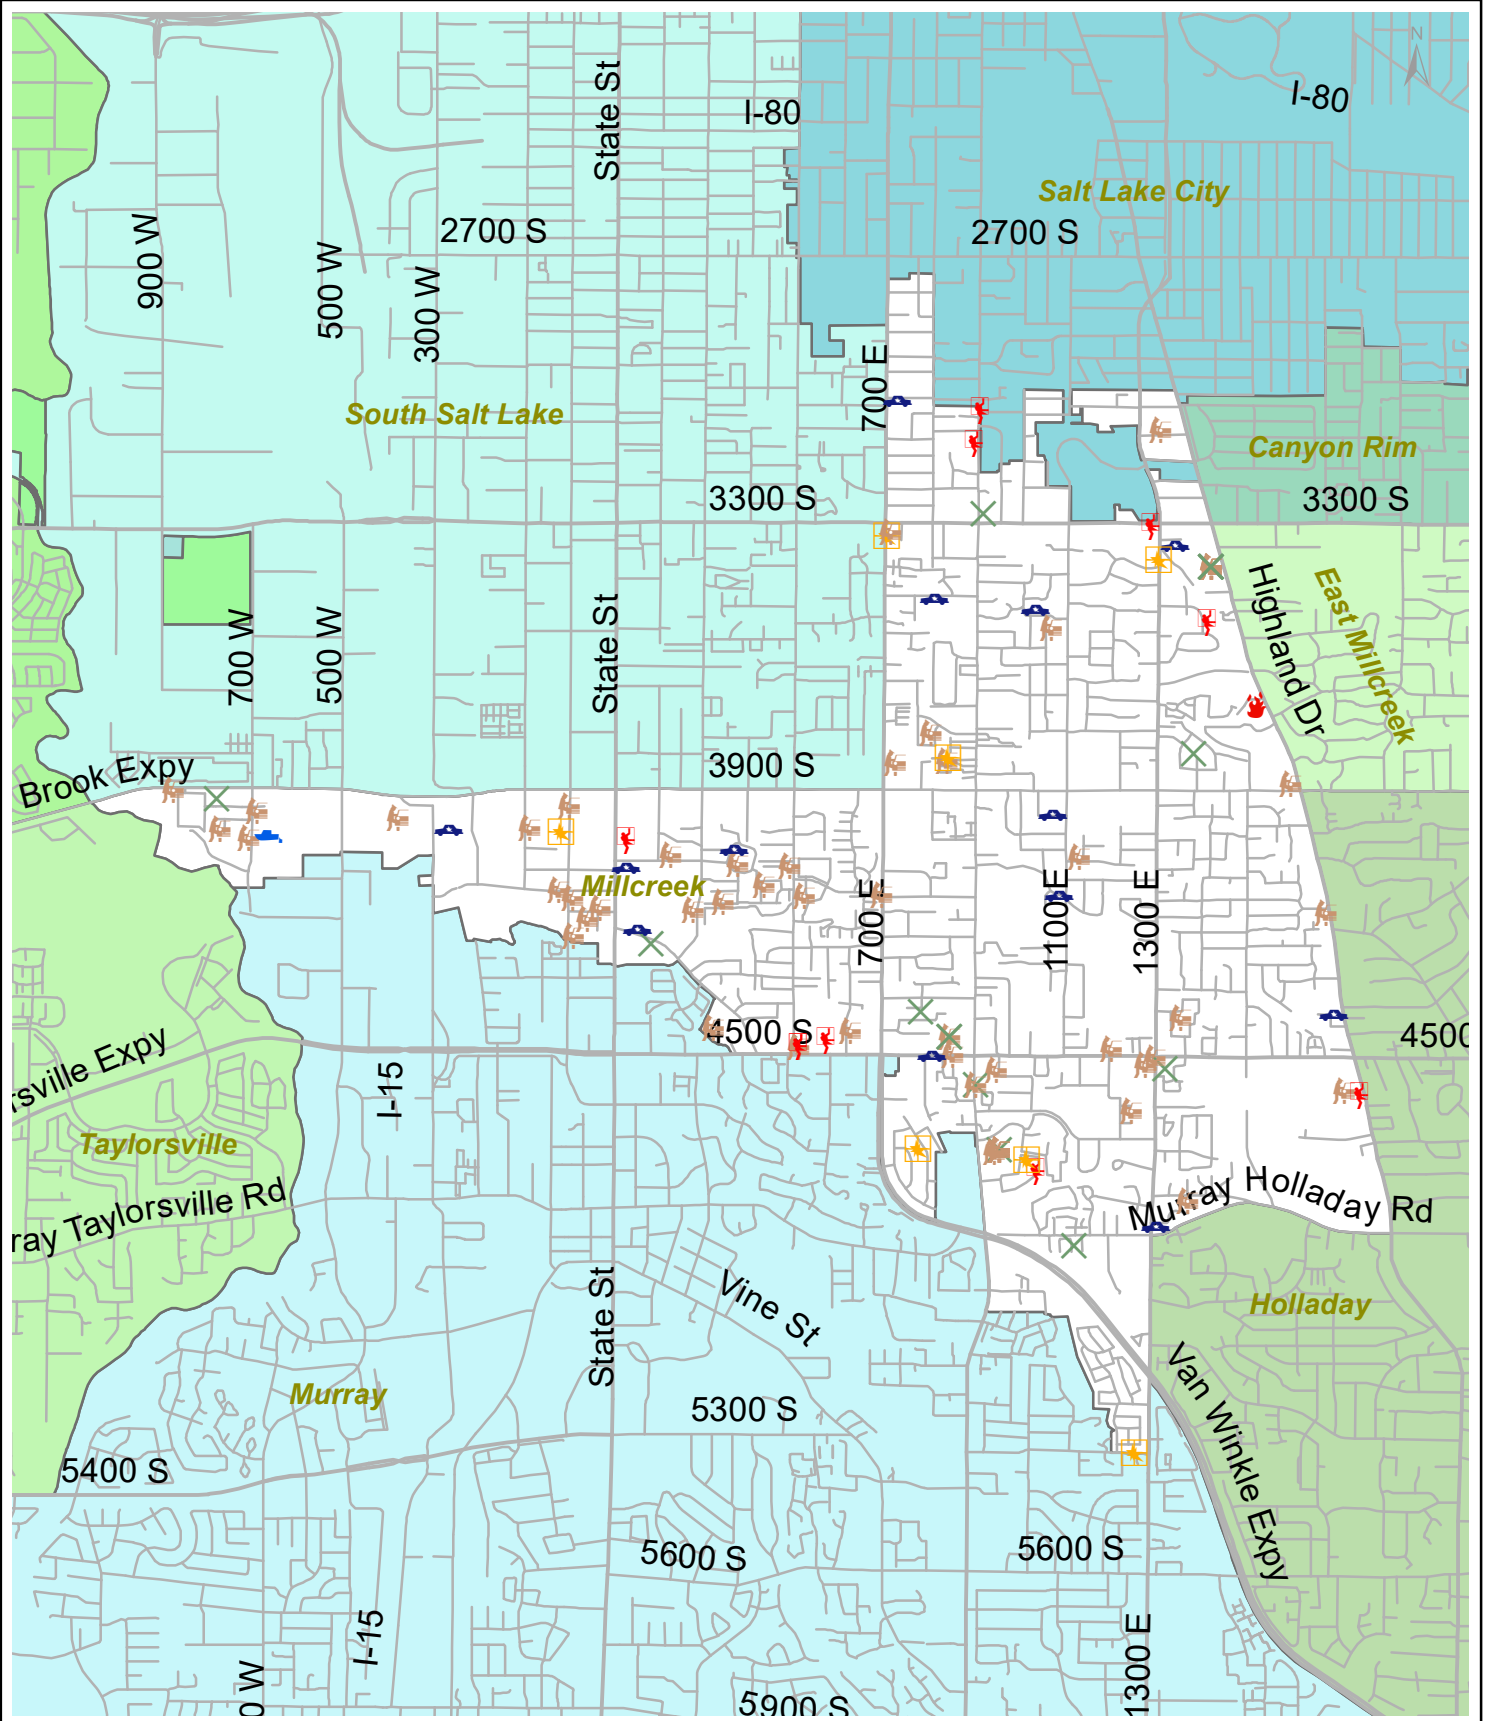 N
State St
I-80
I-80
Salt Lake City
2700 S
2700 S
900 W
500 W
300 W
700 E
South Salt Lake
Canyon Rim
3300 S
3300 S
Highland Dr
East Millcreek
State St
700 W
500 W
3900 S
Brook Expy
Millcreek
700 E
1100 E
1300 E
4500 S
4500
rsville Expy
I-15
Taylorsville
ray Taylorsville Rd
Murray Holladay Rd
Vine St
State St
Holladay
Murray
5300 S
Van Winkle Expy
5400 S
5600 S
5600 S
I-15
1300 E
0 W
5900 S